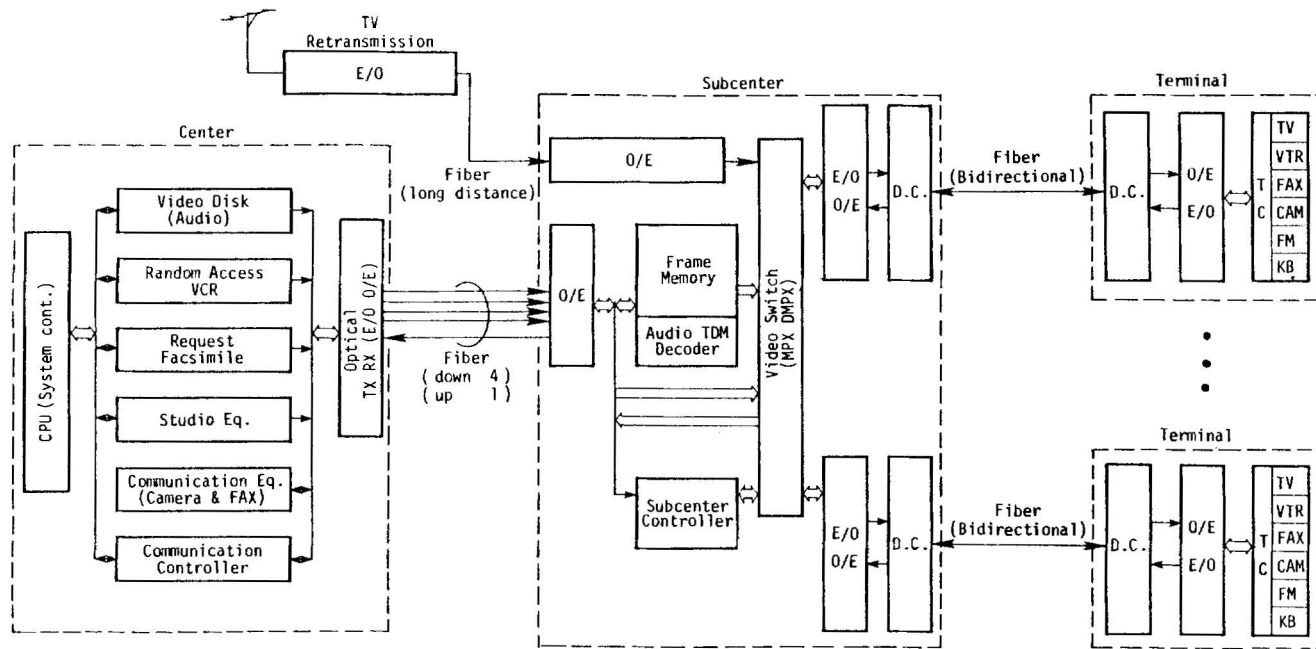 TV
Retransmission
E/O
Center
CPU (System cont.)
Video Disk
(Audio)
Random Access
VCR
Request
Facsimile
Studio Eq.
Communication Eq.
(Camera & FAX)
Communication
Controller
Optical
TX RX (E/O O/E)
Fiber
(long distance)
Fiber
( down 4 )
( up 1 )
Subcenter
O/E
O/E
Frame
Memory
Audio TDM
Decoder
Subcenter
Controller
Video Switch
(MPX DMPX)
E/O
O/E
D.C.
E/O
O/E
D.C.
Fiber
(Bidirectional)
Fiber
(Bidirectional)
Terminal
D.C.
O/E
E/O
T
C
TV
VTR
FAX
CAM
FM
KB
Terminal
D.C.
O/E
E/O
T
C
TV
VTR
FAX
CAM
FM
KB